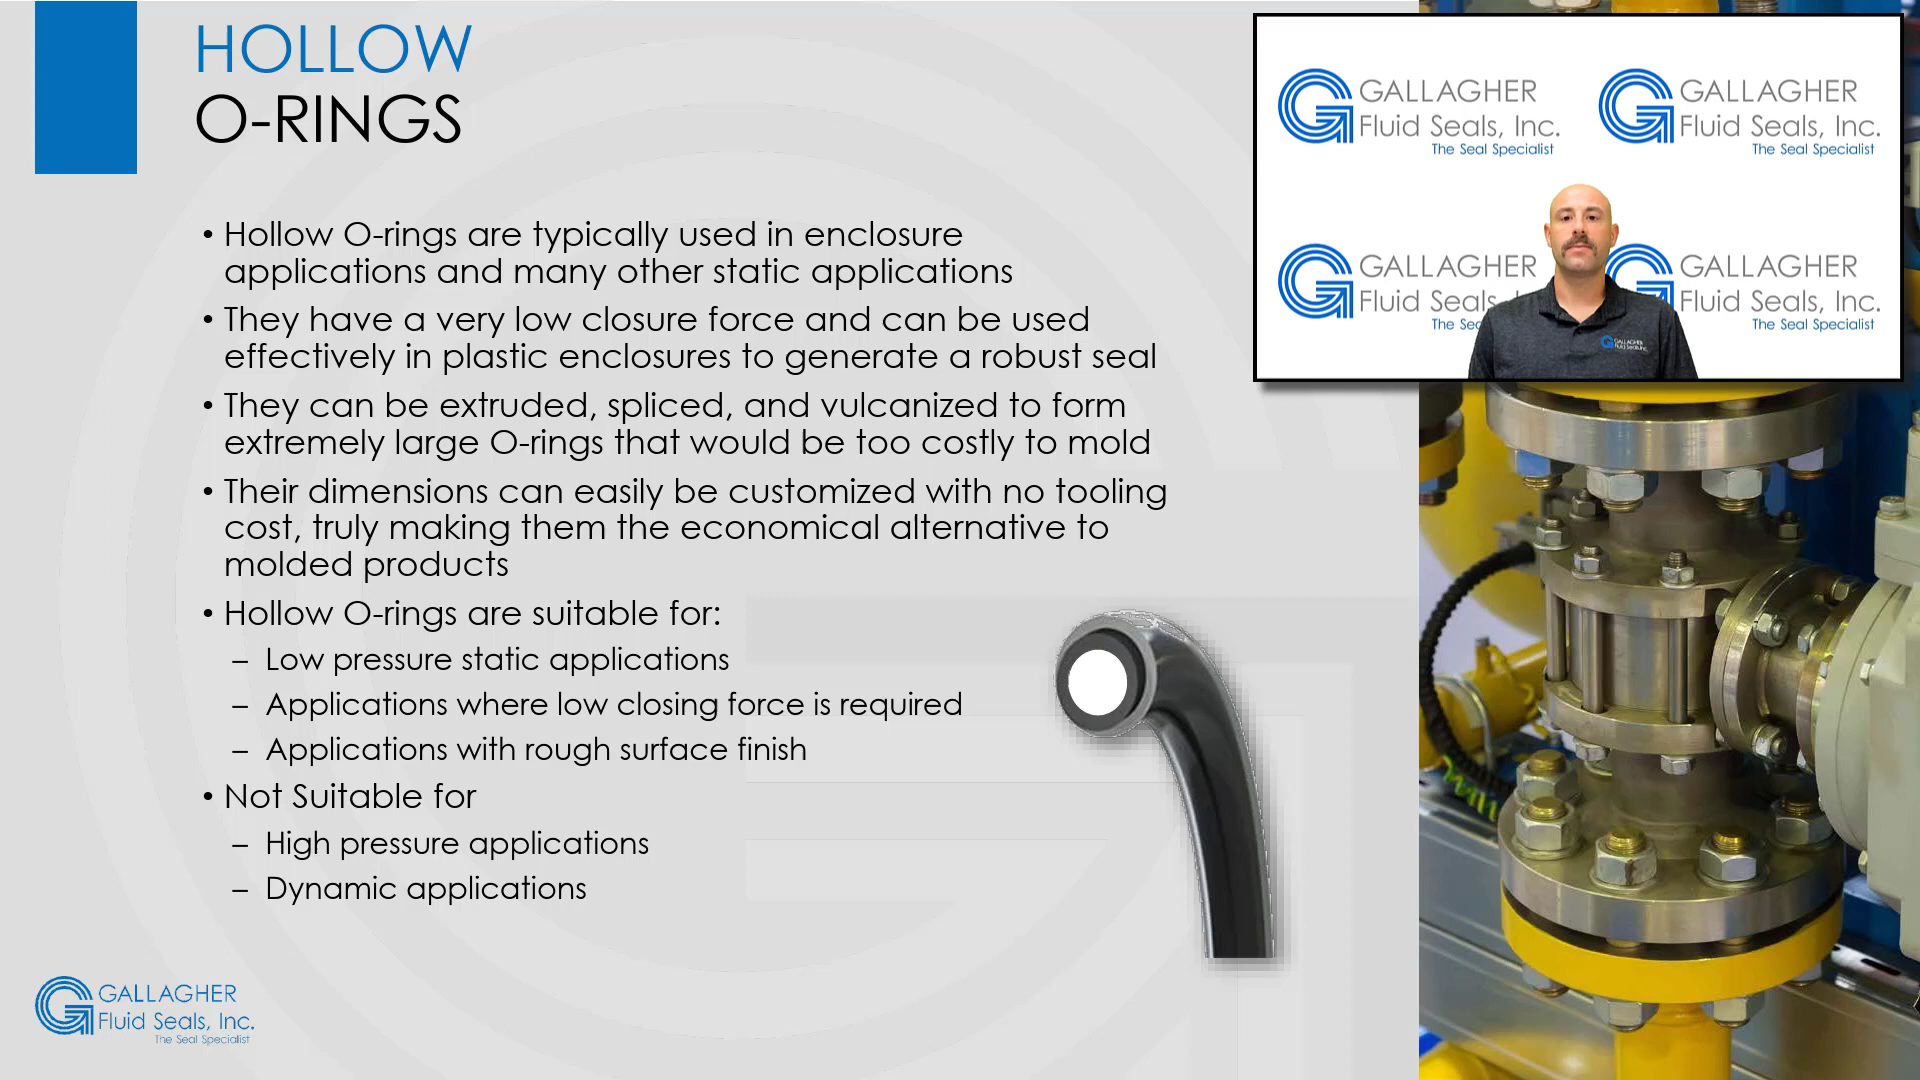 HOLLOW
O-RINGS
• Hollow O-rings are typically used in enclosure
applications and many other static applications
• They have a very low closure force and can be used
effectively in plastic enclosures to generate a robust seal
• They can be extruded, spliced, and vulcanized to form
extremely large O-rings that would be too costly to mold
• Their dimensions can easily be customized with no tooling
cost, truly making them the economical alternative to
molded products
• Hollow O-rings are suitable for:
– Low pressure static applications
– Applications where low closing force is required
– Applications with rough surface finish
• Not Suitable for
– High pressure applications
– Dynamic applications
GALLAGHER
Fluid Seals, Inc.
The Seal Specialist
GALLAGHER
Fluid Seals, Inc.
The Seal Specialist
GALLAGHER
Fluid Seals, Inc.
The Seal Specialist
GALLAGHER
Fluid Seals
The Sea
GALLAGHER
Fluid Seals, Inc.
The Seal Specialist
GALLAGHER
Fluid Seals, Inc.